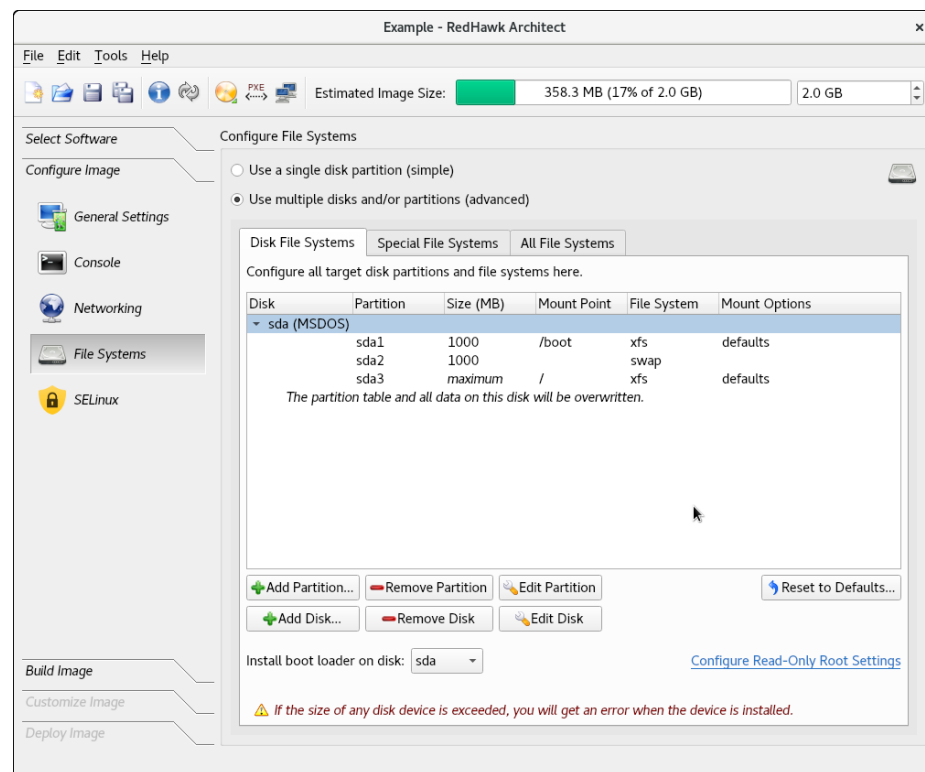 Example - RedHawk Architect ×
File Edit Tools Help
PXE Estimated Image Size: 358.3 MB (17% of 2.0 GB) 2.0 GB
Select Software
Configure Image
General Settings
Console
Networking
File Systems
SELinux
Build Image
Customize Image
Deploy Image
Configure File Systems
Use a single disk partition (simple)
Use multiple disks and/or partitions (advanced)
Disk File Systems Special File Systems All File Systems
Configure all target disk partitions and file systems here.
Disk Partition Size (MB) Mount Point File System Mount Options
sda (MSDOS)
sda1 1000 /boot xfs defaults
sda2 1000 swap
sda3 maximum / xfs defaults
The partition table and all data on this disk will be overwritten.
Add Partition... Remove Partition Edit Partition Reset to Defaults...
Add Disk... Remove Disk Edit Disk
Install boot loader on disk: sda Configure Read-Only Root Settings
If the size of any disk device is exceeded, you will get an error when the device is installed.